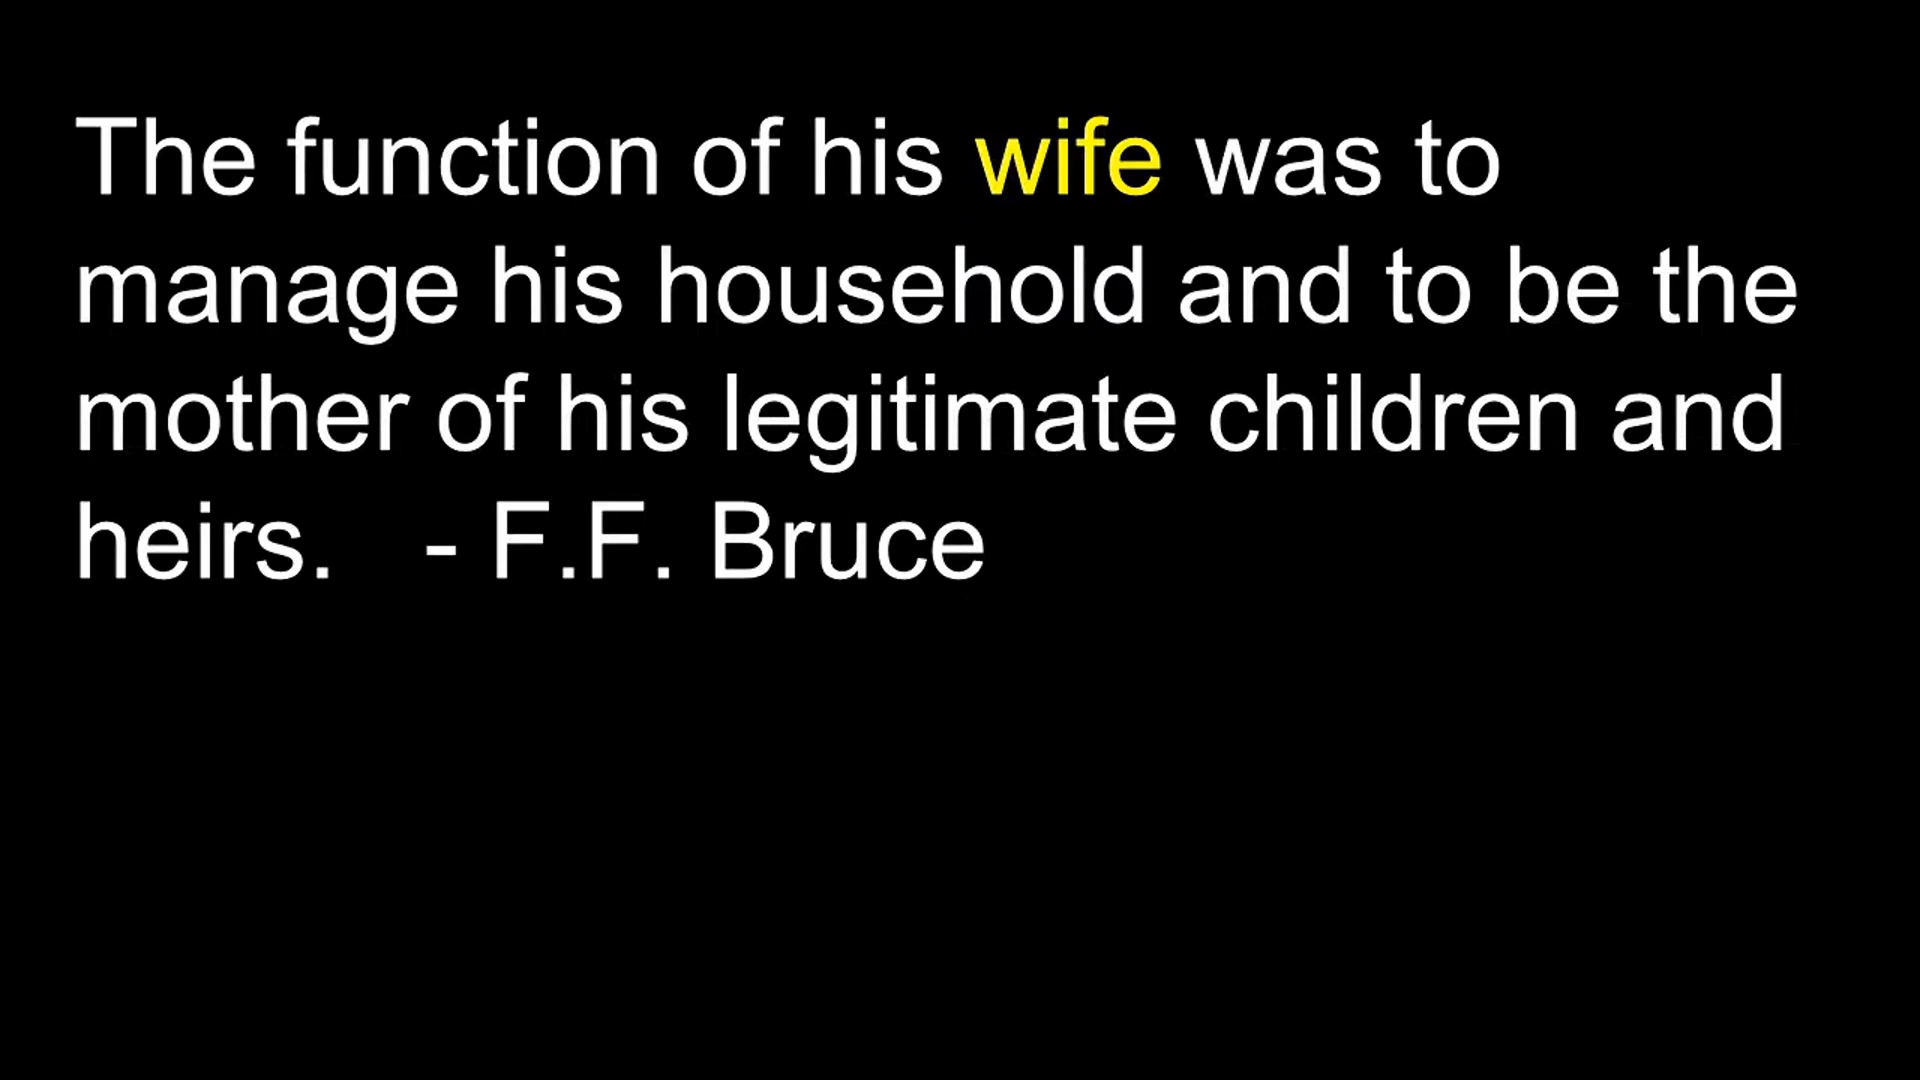 The function of his wife was to
manage his household and to be the
mother of his legitimate children and
heirs.   - F.F. Bruce